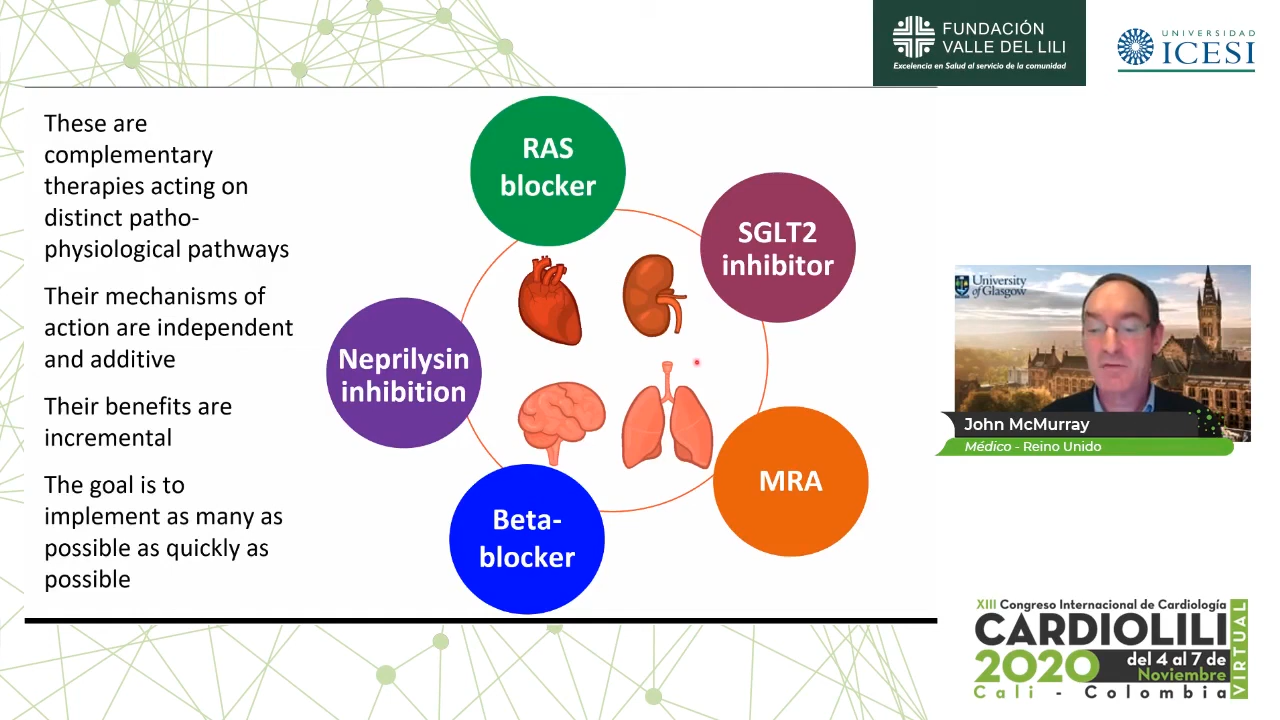 FUNDACIÓN
VALLE DEL LILI
Excelencia en Salud al servicio de la comunidad
UNIVERSIDAD
ICESI
These are
complementary
therapies acting on
distinct patho-
physiological pathways
Their mechanisms of
action are independent
and additive
Their benefits are
incremental
The goal is to
implement as many as
possible as quickly as
possible
RAS
blocker
SGLT2
inhibitor
Neprilysin
inhibition
MRA
Beta-
blocker
University
of Glasgow
John McMurray
Médico - Reino Unido
XIII Congreso Internacional de Cardiología
CARDIOLILI
2020
del 4 al 7 de
Noviembre
Cali - Colombia
VIRTUAL